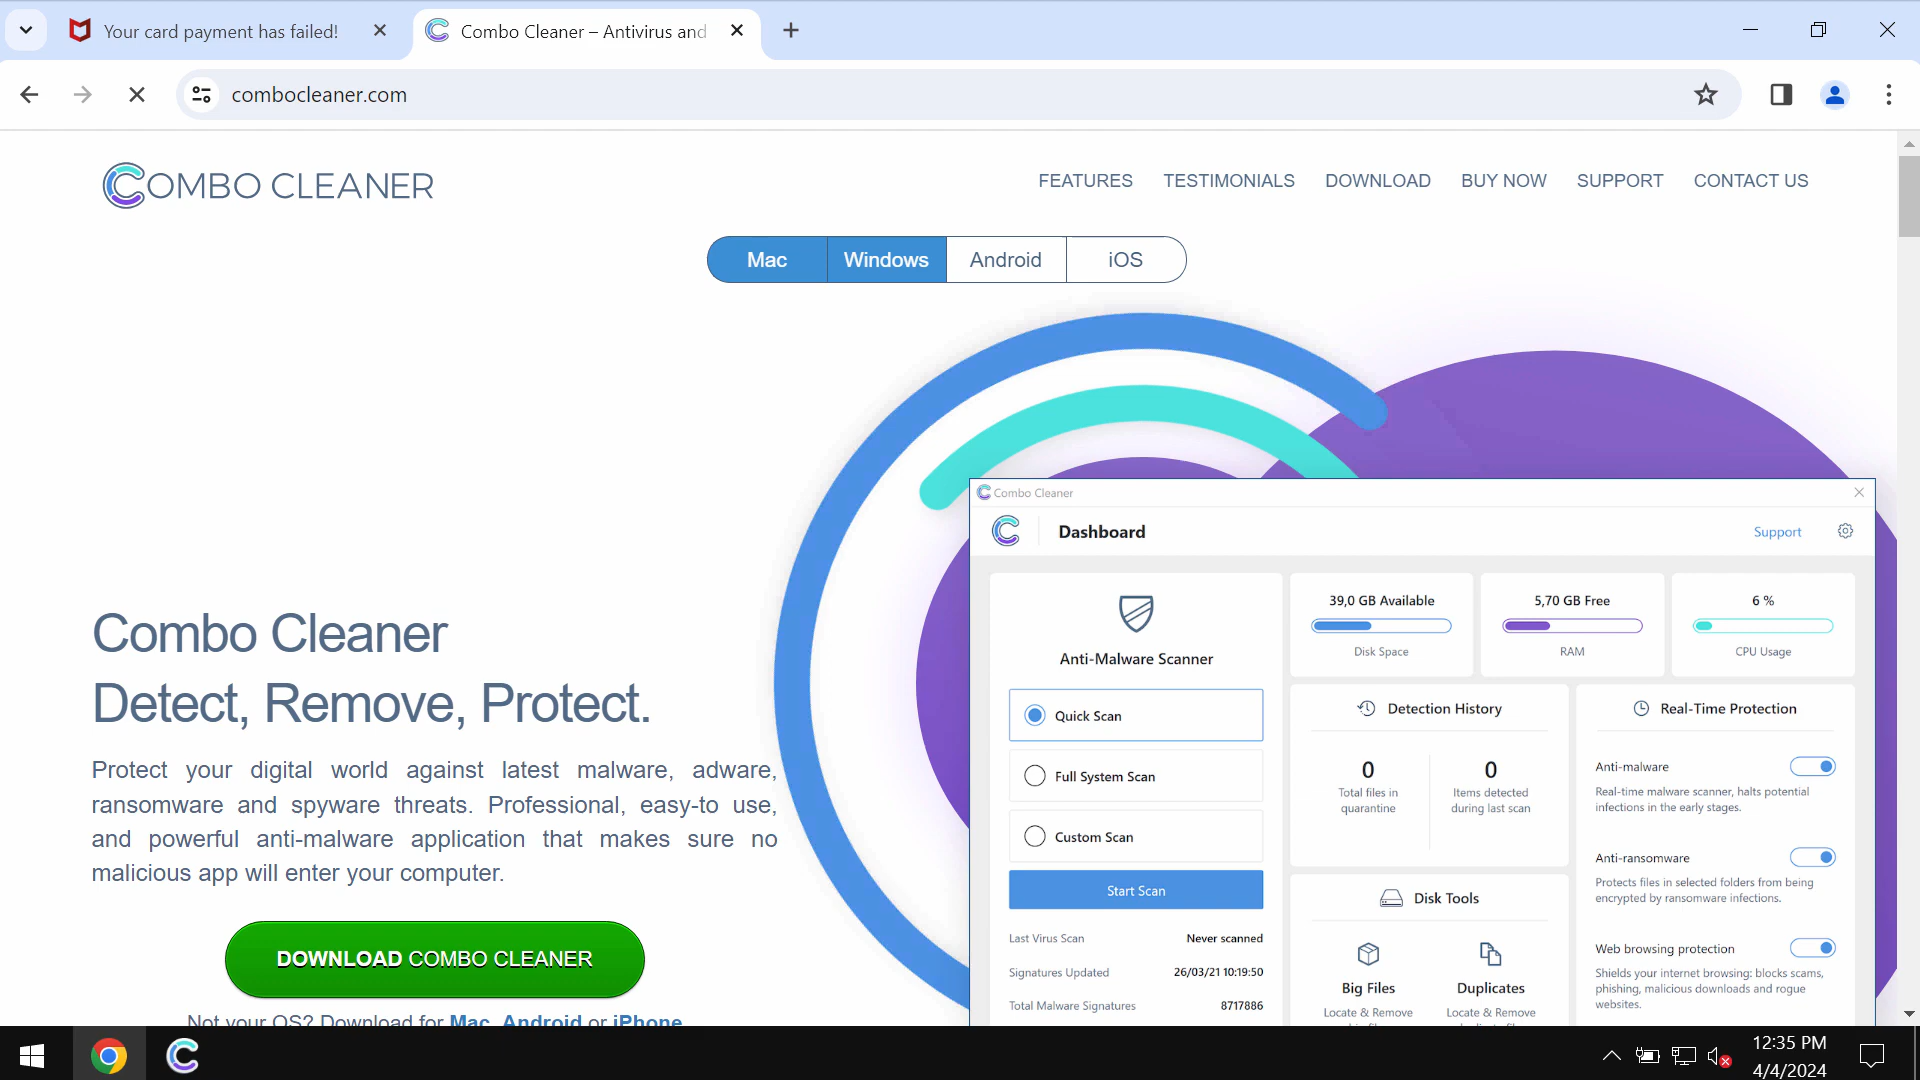 Your card payment has failed!
Combo Cleaner – Antivirus and
combocleaner.com
COMBO CLEANER
FEATURES TESTIMONIALS DOWNLOAD BUY NOW SUPPORT CONTACT US
Mac Windows Android iOS
Combo Cleaner
Detect, Remove, Protect.
Protect your digital world against latest malware, adware,
ransomware and spyware threats. Professional, easy-to use,
and powerful anti-malware application that makes sure no
malicious app will enter your computer.
DOWNLOAD COMBO CLEANER
Not your OS? Download for Mac, Android or iPhone
Combo Cleaner
Dashboard
Support
Anti-Malware Scanner
Quick Scan
Full System Scan
Custom Scan
Start Scan
Last Virus Scan Never scanned
Signatures Updated 26/03/21 10:19:50
Total Malware Signatures 8717886
39,0 GB Available
Disk Space
5,70 GB Free
RAM
6 %
CPU Usage
Detection History
0
Total files in
quarantine
0
Items detected
during last scan
Disk Tools
Big Files
Locate & Remove
Duplicates
Locate & Remove
Real-Time Protection
Anti-malware
Real-time malware scanner, halts potential
infections in the early stages.
Anti-ransomware
Protects files in selected folders from being
encrypted by ransomware infections.
Web browsing protection
Shields your internet browsing: blocks scams,
phishing, malicious downloads and rogue
websites.
12:35 PM
4/4/2024